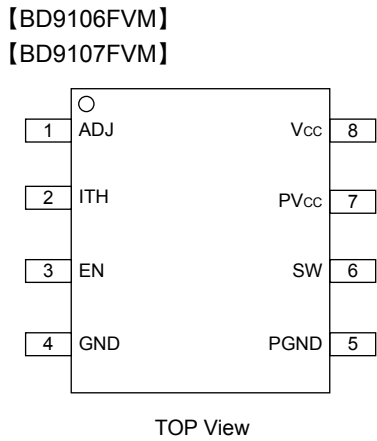 【BD9106FVM】
【BD9107FVM】
1 ADJ Vcc 8
2 ITH PVcc 7
3 EN SW 6
4 GND PGND 5
TOP View